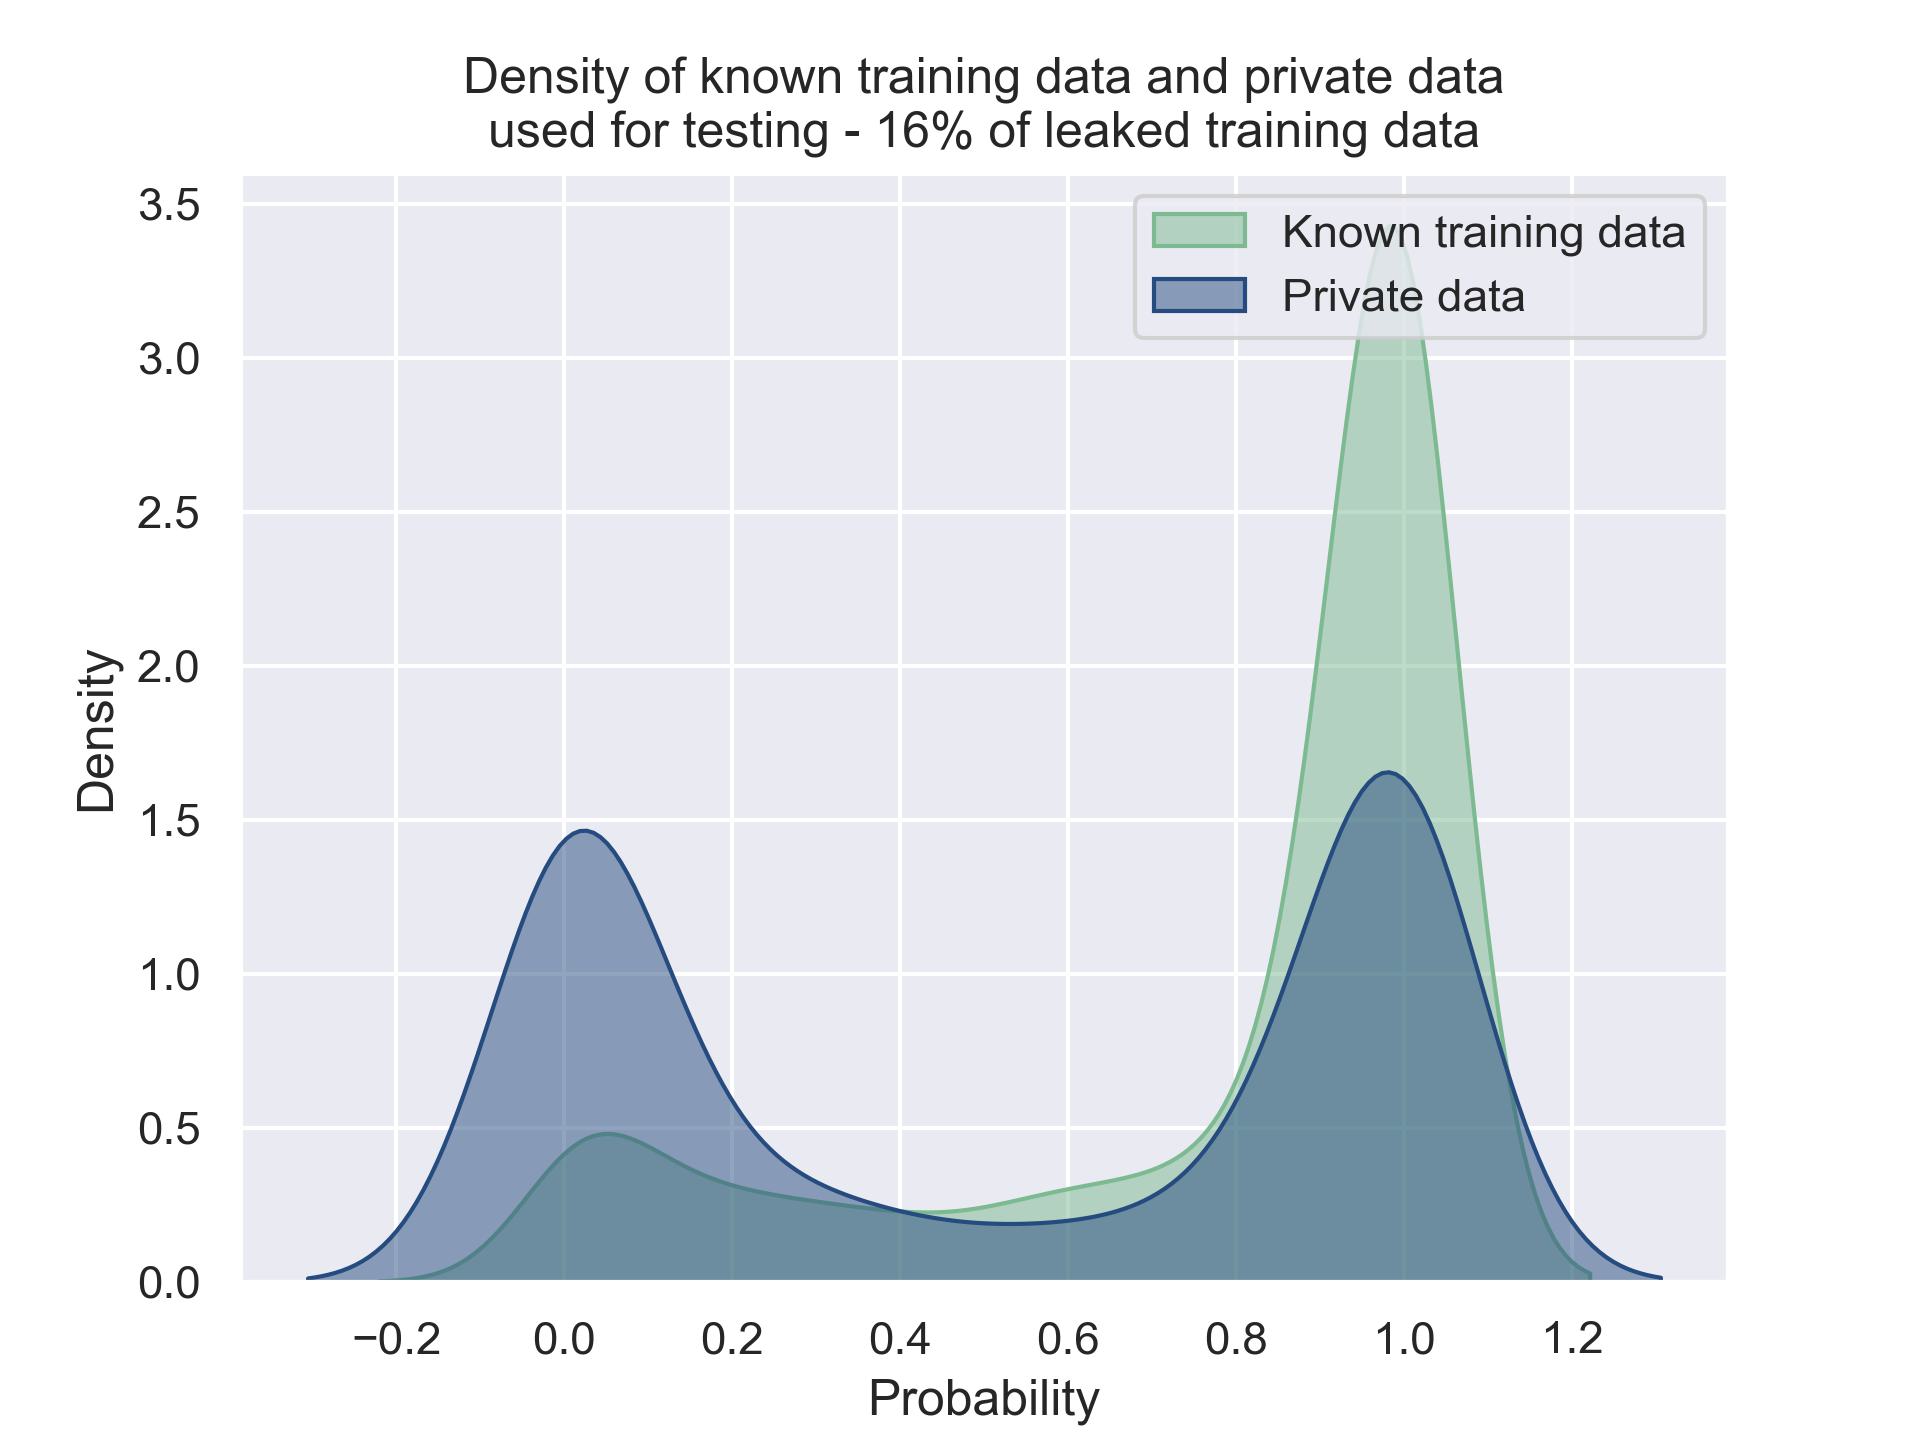 Density of known training data and private data
used for testing - 16% of leaked training data
3.5
3.0
2.5
2.0
1.5
1.0
0.5
0.0
Density
Known training data
Private data
−0.2 0.0 0.2 0.4 0.6 0.8 1.0 1.2
Probability